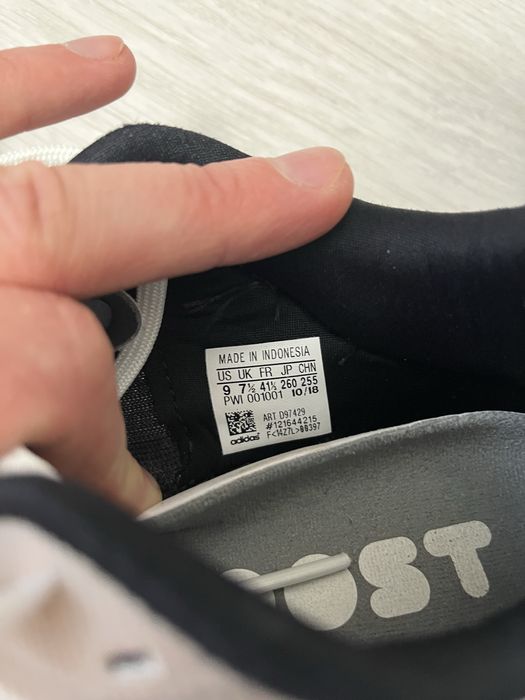 MADE IN INDONESIA
US UK FR JP CHN
9 7½ 41⅓ 260 255
PWI 001001 10/18
ART D97429
#121644215
F<14Z7L>88397
adidas
OOST